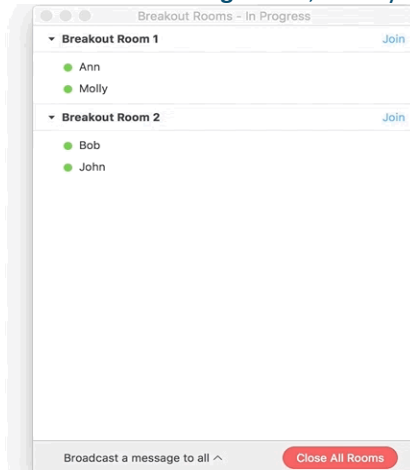 Breakout Rooms - In Progress
Breakout Room 1 Join
Ann
Molly
Breakout Room 2 Join
Bob
John
Broadcast a message to all
Close All Rooms